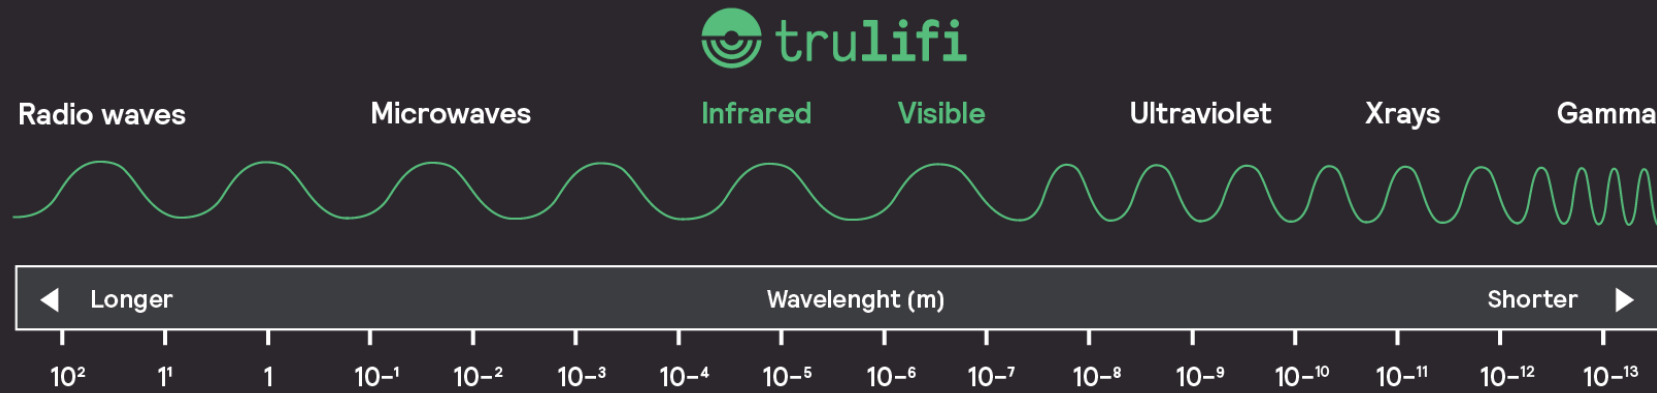 trulifi
Radio waves Microwaves Infrared Visible Ultraviolet Xrays Gamma
Longer Wavelenght (m) Shorter
10² 1¹ 1 10–¹ 10–² 10–³ 10–⁴ 10–⁵ 10–⁶ 10–⁷ 10–⁸ 10–⁹ 10–¹⁰ 10–¹¹ 10–¹² 10–¹³